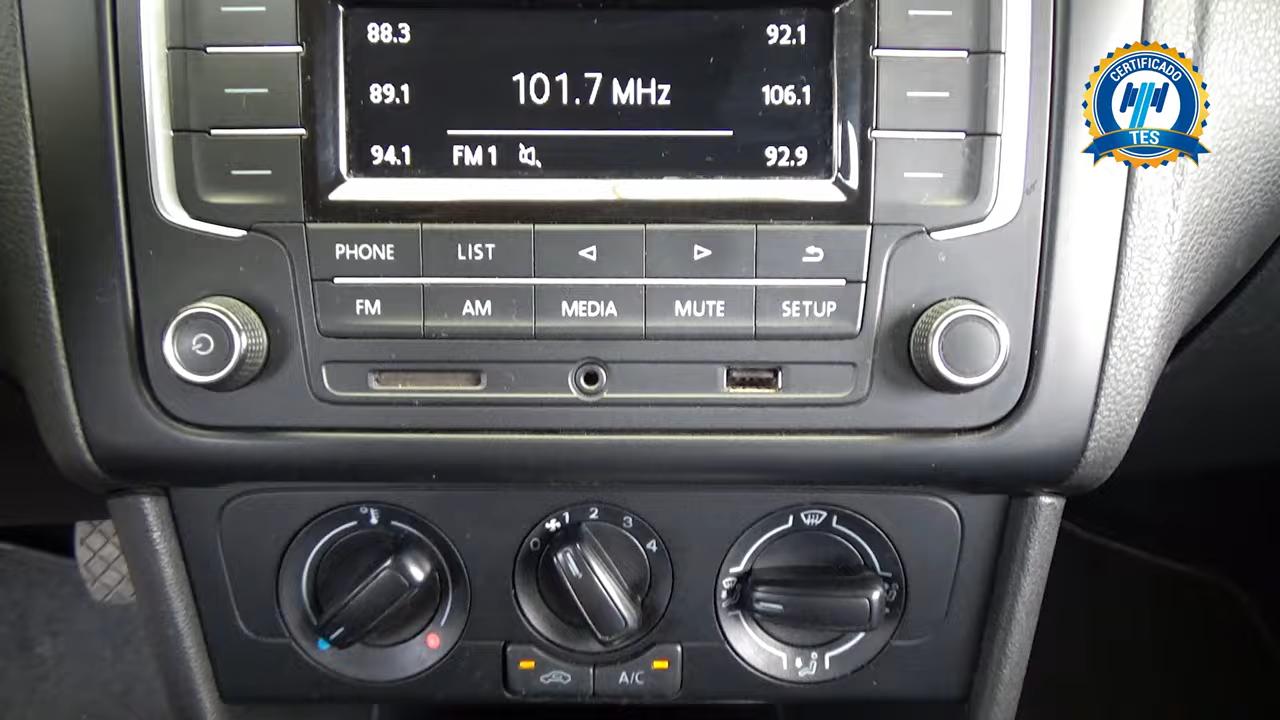 88.3
92.1
101.7 MHz
89.1
106.1
94.1
FM 1
92.9
CERTIFICADO
TES
PHONE
LIST
FM
AM
MEDIA
MUTE
SETUP
0
1
2
3
4
A/C